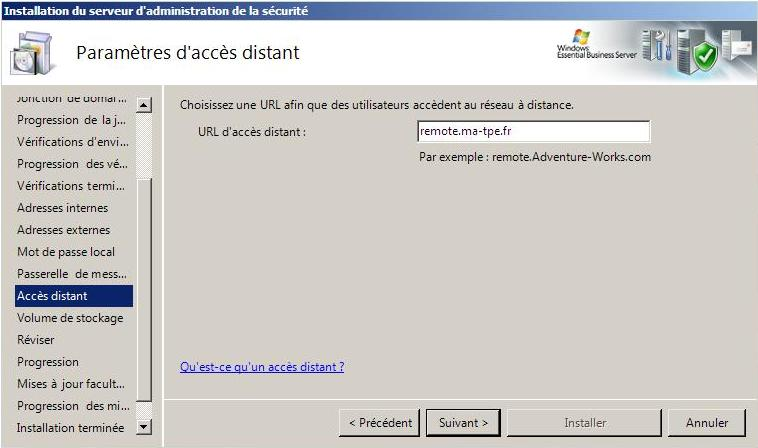 Installation du serveur d'administration de la sécurité
Paramètres d'accès distant
Windows
Essential Business Server
Jonction de domai...
Progression de la j...
Vérifications d'envi...
Progression des vé...
Vérifications termi...
Adresses internes
Adresses externes
Mot de passe local
Passerelle de mess...
Accès distant
Volume de stockage
Réviser
Progression
Mises à jour facult...
Progression des mi...
Installation terminée
Choisissez une URL afin que des utilisateurs accèdent au réseau à distance.
URL d'accès distant :
remote.ma-tpe.fr
Par exemple : remote.Adventure-Works.com
Qu'est-ce qu'un accès distant ?
< Précédent
Suivant >
Installer
Annuler